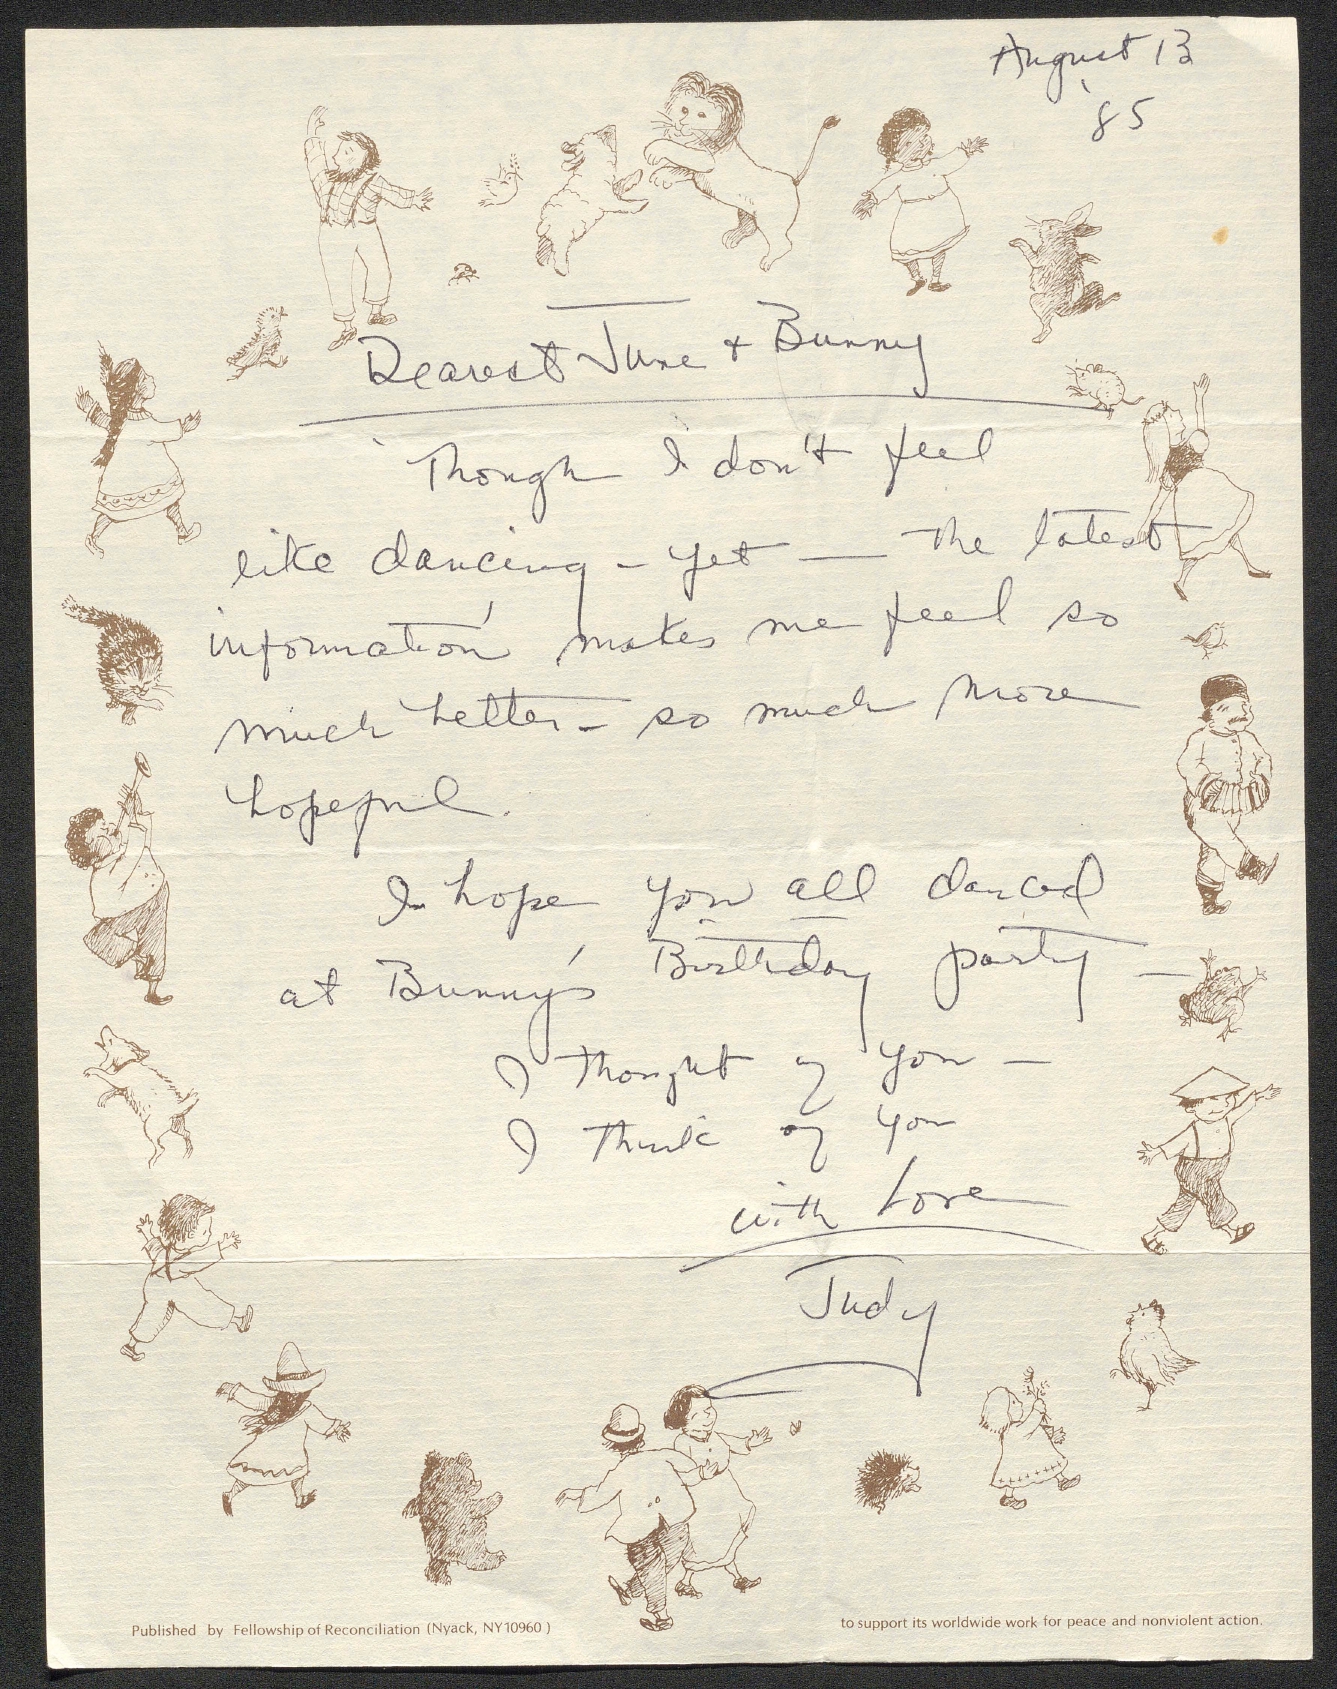 August 13
'85
Dearest June + Bunny
Though I don't feel
like dancing - yet — the latest
information makes me feel so
much better - so much more
hopeful.
I hope you all danced
at Bunny's Birthday party —
I thought of you —
I think of you
with Love
Judy
Published by Fellowship of Reconciliation (Nyack, NY10960)
to support its worldwide work for peace and nonviolent action.